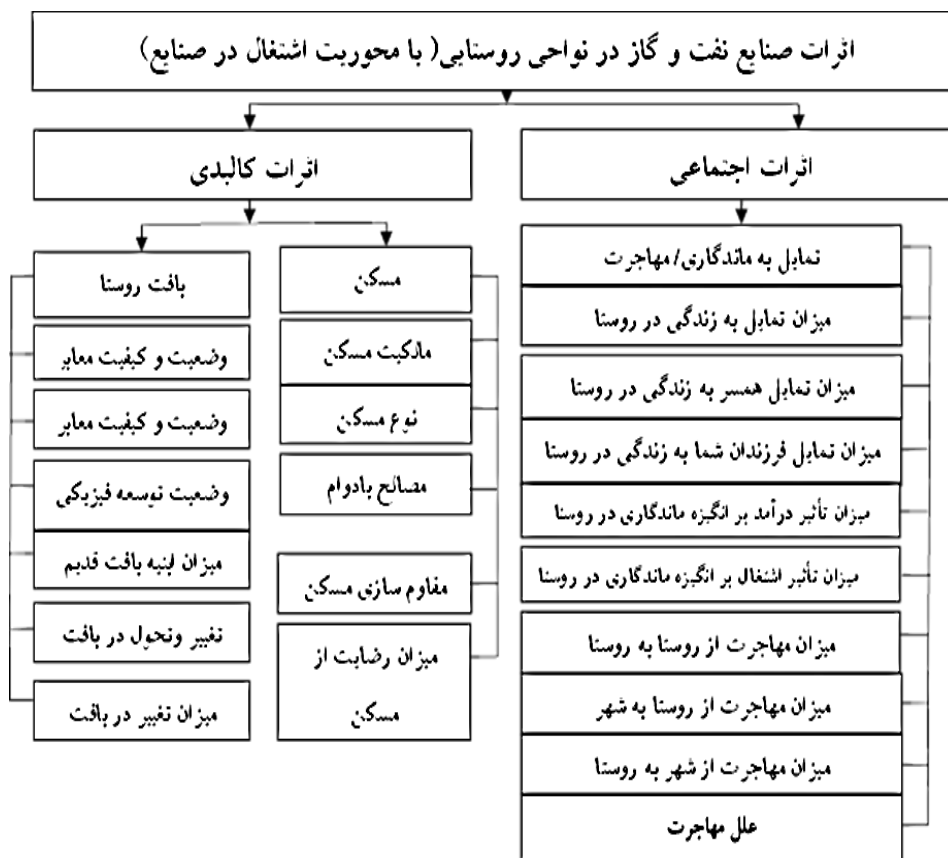 اثرات صنایع نفت و گاز در نواحی روستایی( با محوریت اشتغال در صنایع)
اثرات اجتماعی
تمایل به ماندگاری/مهاجرت
میزان تمایل به زندگی در روستا
میزان تمایل همسر به زندگی در روستا
میزان تمایل فرزندان شما به زندگی در روستا
میزان تأثیر درآمد بر انگیزه ماندگاری در روستا
میزان تأثیر اشتغال بر انگیزه ماندگاری در روستا
میزان مهاجرت از روستا به روستا
میزان مهاجرت از روستا به شهر
میزان مهاجرت از شهر به روستا
علل مهاجرت
اثرات کالبدی
مسکن
مالکیت مسکن
نوع مسکن
مصالح بادوام
مقاوم سازی مسکن
میزان رضایت از
مسکن
بافت روستا
وضعیت و کیفیت معابر
وضعیت و کیفیت معابر
وضعیت توسعه فیزیکی
میزان ابنیه بافت قدیم
تغییر وتحول در بافت
میزان تغییر در بافت